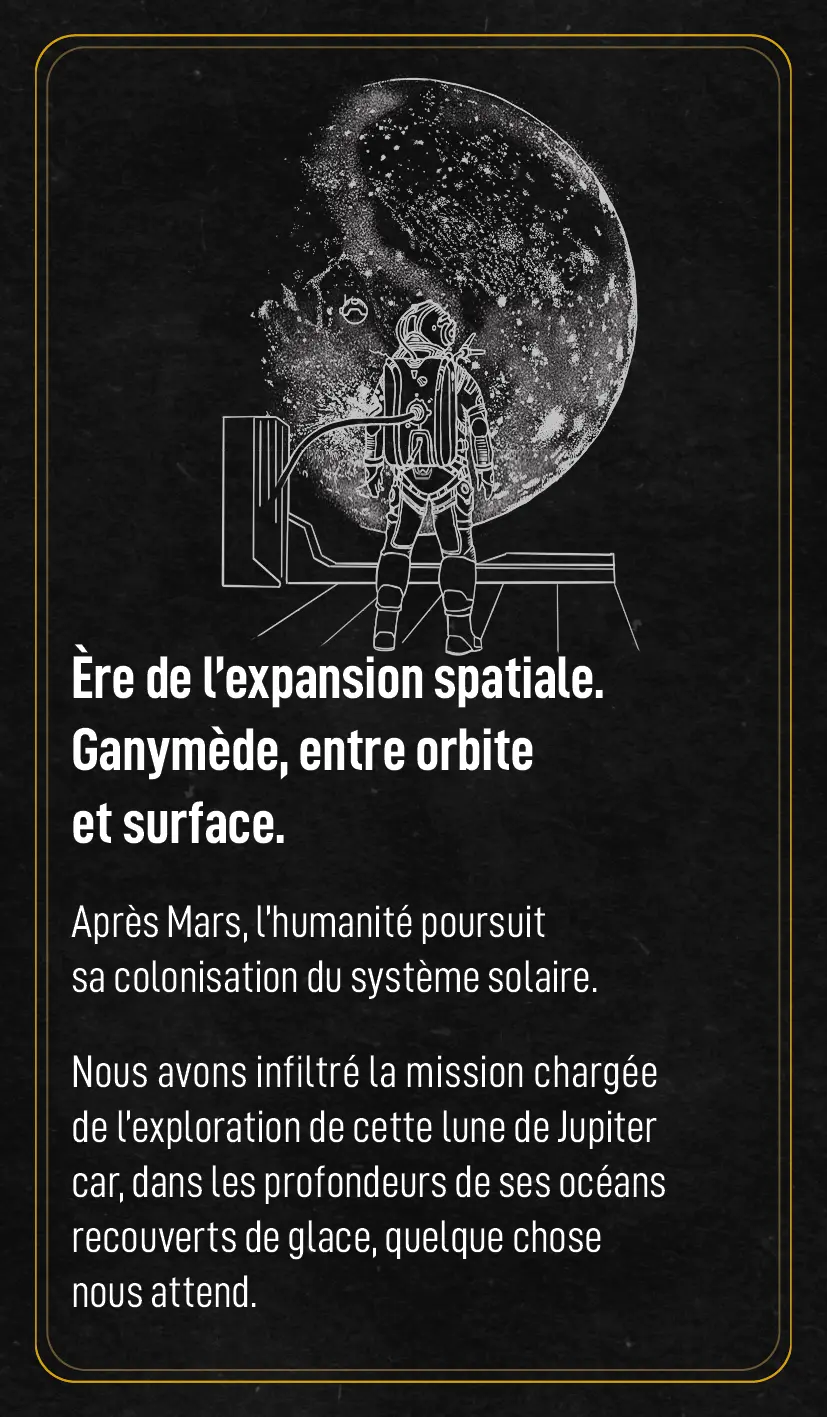 Ère de l'expansion spatiale.
Ganymède, entre orbite
et surface.
Après Mars, l'humanité poursuit
sa colonisation du système solaire.
Nous avons infiltré la mission chargée
de l'exploration de cette lune de Jupiter
car, dans les profondeurs de ses océans
recouverts de glace, quelque chose
nous attend.